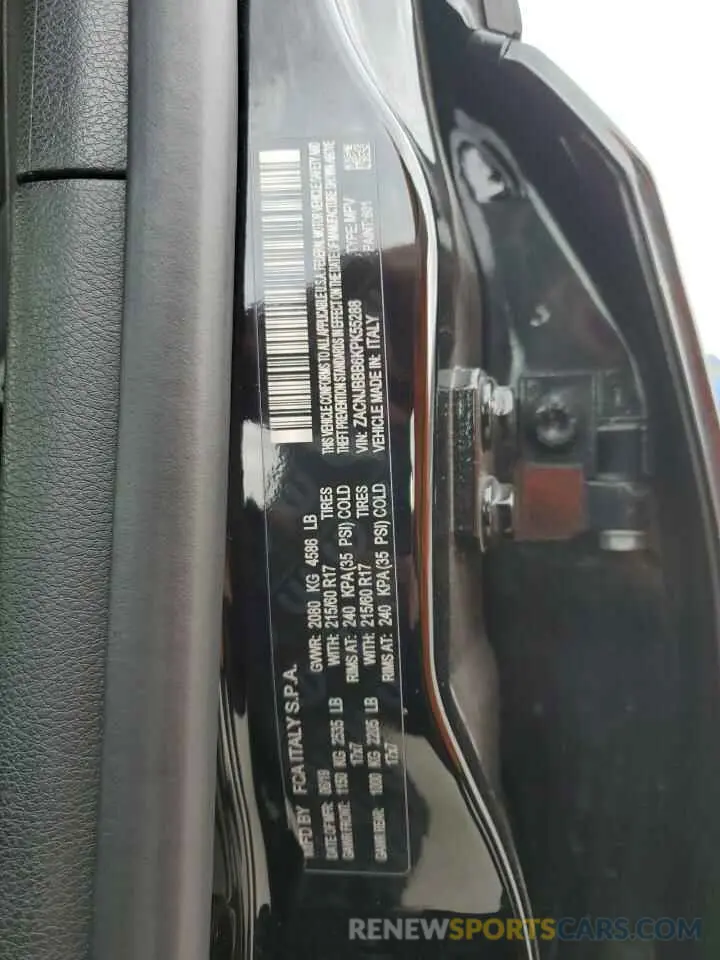 MFD BY FCA ITALY S.P.A.
DATE OF MFR: 06/19 GVWR: 2080 KG 4586 LB
GAWR FRONT: 1150 KG 2535 LB WITH: 215/60 R17 TIRES
17x7 RIMS AT: 240 KPA (35 PSI) COLD
GAWR REAR: 1000 KG 2205 LB WITH: 215/60 R17 TIRES
17x7 RIMS AT: 240 KPA (35 PSI) COLD
THIS VEHICLE CONFORMS TO ALL APPLICABLE U.S.A. FEDERAL MOTOR VEHICLE SAFETY AND
THEFT PREVENTION STANDARDS IN EFFECT ON THE DATE OF MANUFACTURE SHOWN ABOVE
VIN: ZACNJBBB6KPK55288 TYPE: MPV
VEHICLE MADE IN: ITALY PAINT: 601
RENEWSPORTSCARS.COM